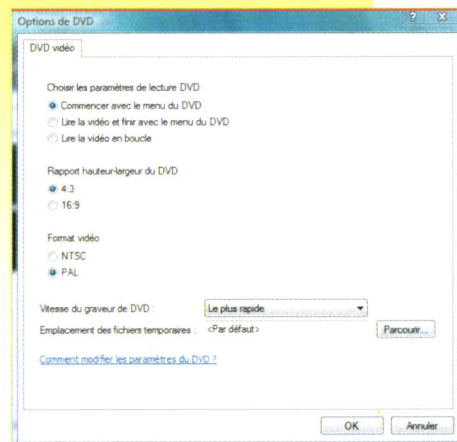 Options de DVD
DVD vidéo
Choisir les paramètres de lecture DVD
Commencer avec le menu du DVD
Lire la vidéo et finir avec le menu du DVD
Lire la vidéo en boucle
Rapport hauteur-largeur du DVD
4:3
16:9
Format vidéo
NTSC
PAL
Vitesse du graveur de DVD : Le plus rapide
Emplacement des fichiers temporaires : <Par défaut> Parcourir...
Comment modifier les paramètres du DVD ?
OK Annuler